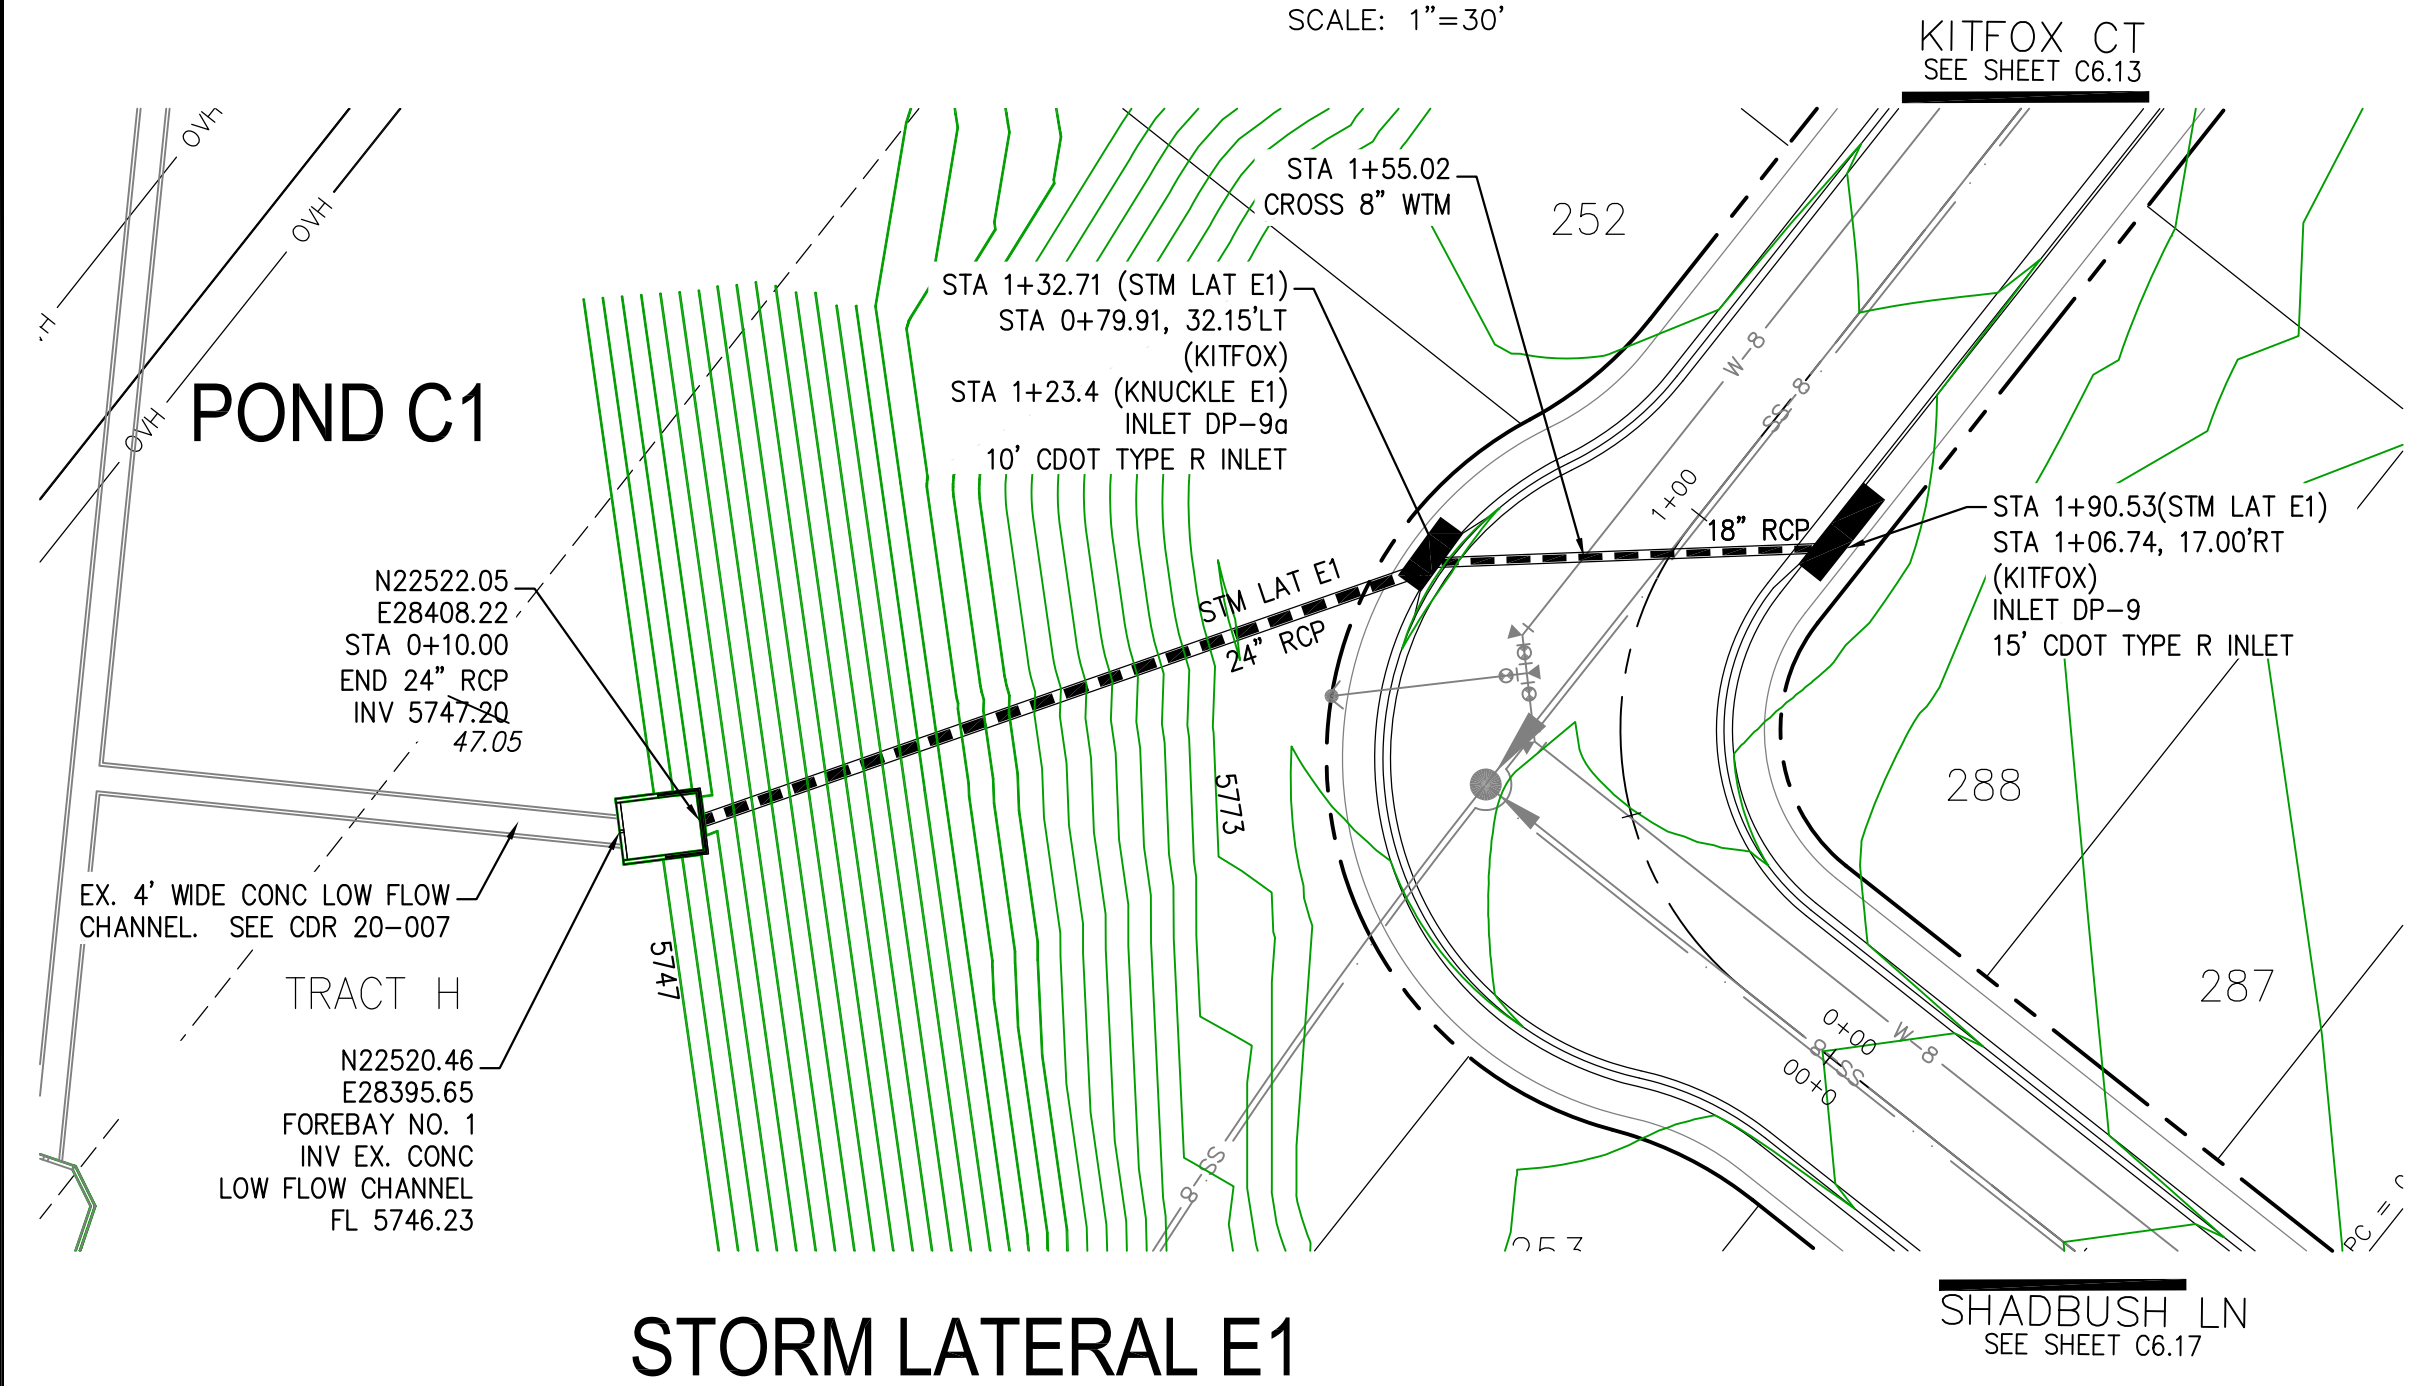 SCALE: 1"=30'
KITFOX CT
SEE SHEET C6.13
OVH
OVH
OVH
H
POND C1
STA 1+55.02
CROSS 8" WTM
252
STA 1+32.71 (STM LAT E1)
STA 0+79.91, 32.15'LT
(KITFOX)
STA 1+23.4 (KNUCKLE E1)
INLET DP-9a
10' CDOT TYPE R INLET
W-8
SS-8
1+00
18" RCP
STA 1+90.53(STM LAT E1)
STA 1+06.74, 17.00'RT
(KITFOX)
INLET DP-9
15' CDOT TYPE R INLET
STM LAT E1
24" RCP
N22522.05
E28408.22
STA 0+10.00
END 24" RCP
INV 5747.20
47.05
5773
288
EX. 4' WIDE CONC LOW FLOW
CHANNEL. SEE CDR 20-007
5747
TRACT H
287
0+00
W-8
8-SS
0+00
N22520.46
E28395.65
FOREBAY NO. 1
INV EX. CONC
LOW FLOW CHANNEL
FL 5746.23
8-SS
253
PC =
STORM LATERAL E1
SHADBUSH LN
SEE SHEET C6.17